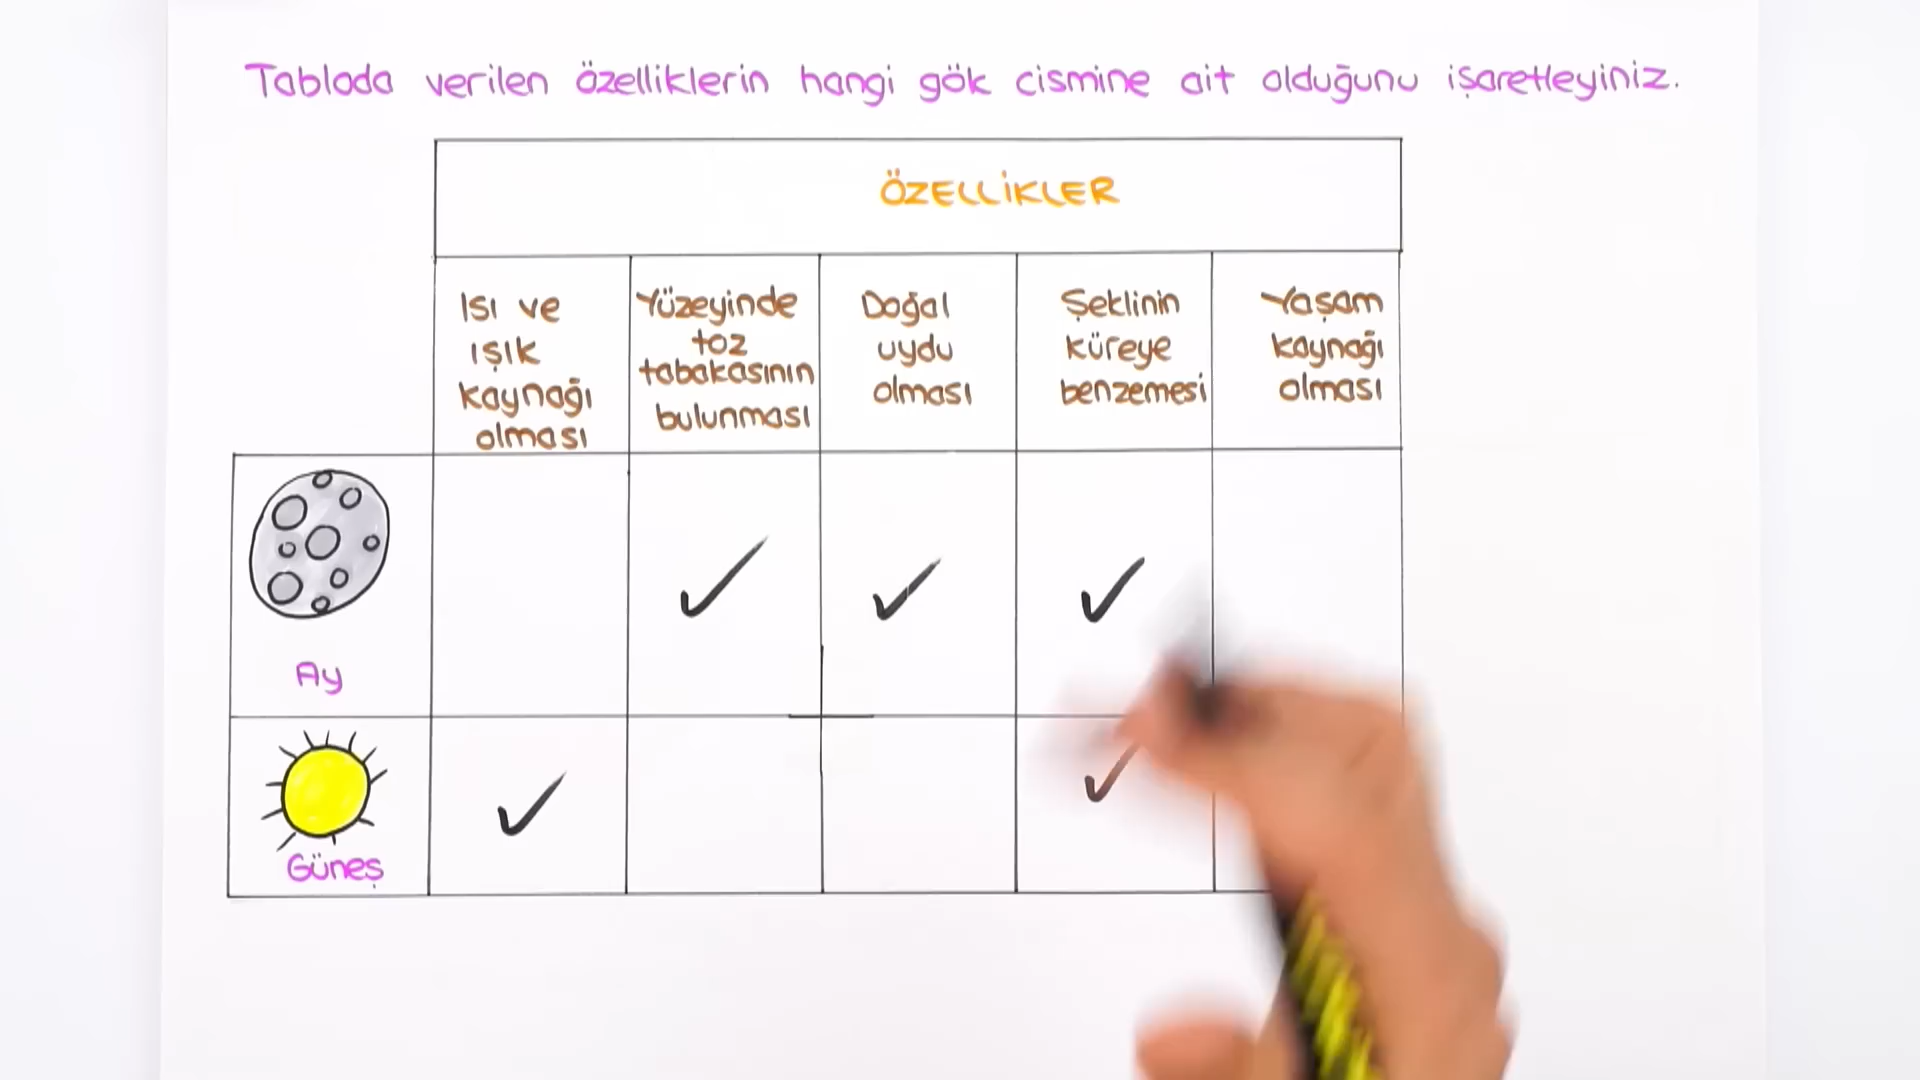 Tabloda verilen özelliklerin hangi gök cismine ait olduğunu işaretleyiniz.
ÖZELLİKLER
Isı ve
ışık
kaynağı
olması
Yüzeyinde
toz
tabakasının
bulunması
Doğal
uydu
olması
Şeklinin
küreye
benzemesi
Yaşam
kaynağı
olması
Ay
Güneş